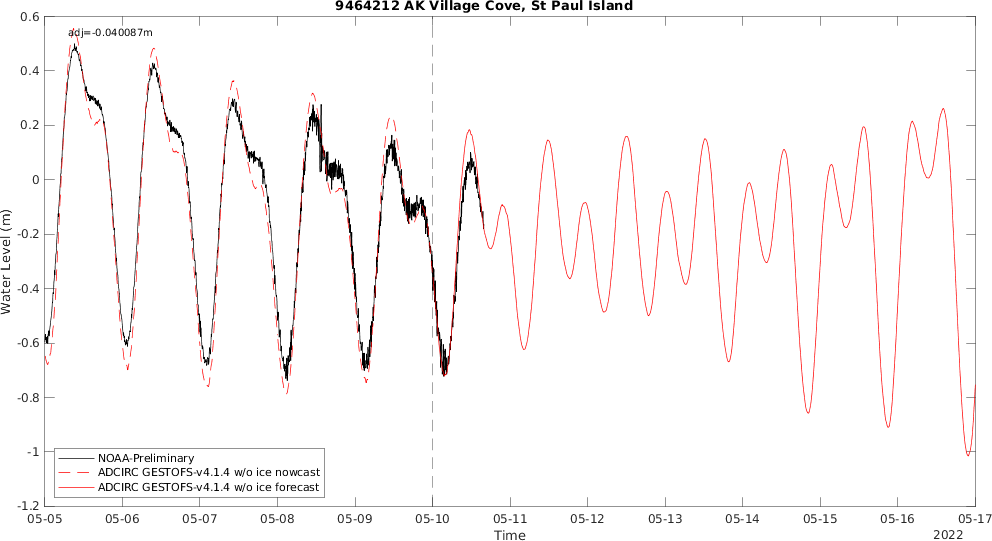 9464212 AK Village Cove, St Paul Island
adj=-0.040087m
0.6
0.4
0.2
0
-0.2
-0.4
-0.6
-0.8
-1
-1.2
Water Level (m)
NOAA-Preliminary
ADCIRC GESTOFS-v4.1.4 w/o ice nowcast
ADCIRC GESTOFS-v4.1.4 w/o ice forecast
05-05 05-06 05-07 05-08 05-09 05-10 05-11 05-12 05-13 05-14 05-15 05-16 05-17
Time
2022